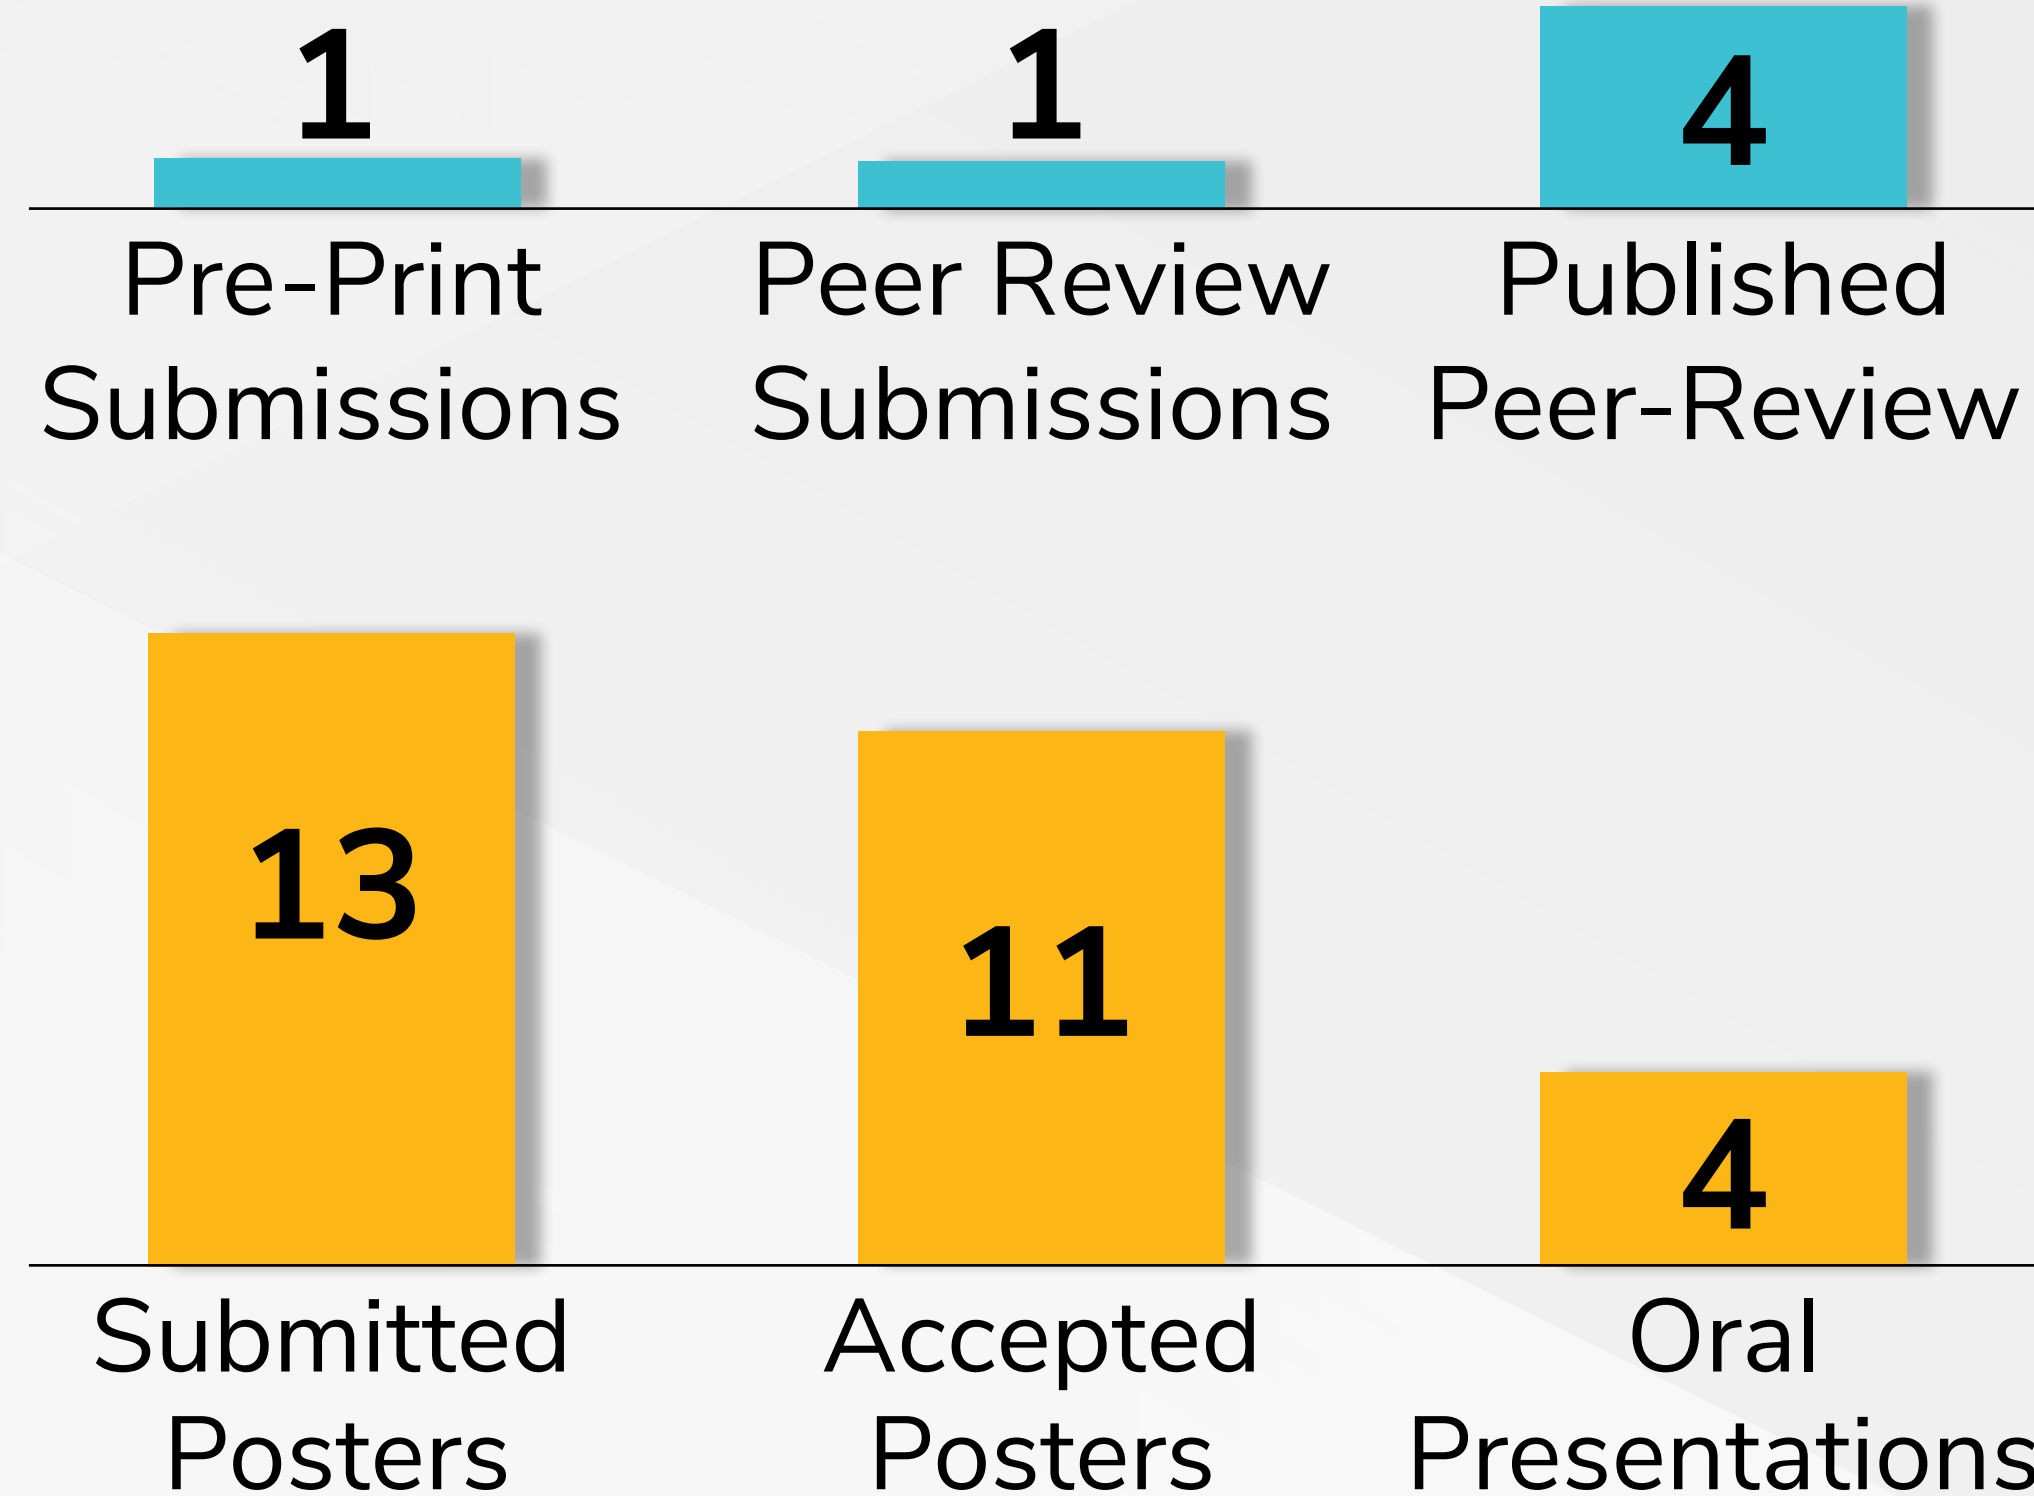 1
1
4
Pre-Print
Submissions
Peer Review
Submissions
Published
Peer-Review
13
11
4
Submitted
Posters
Accepted
Posters
Oral
Presentations